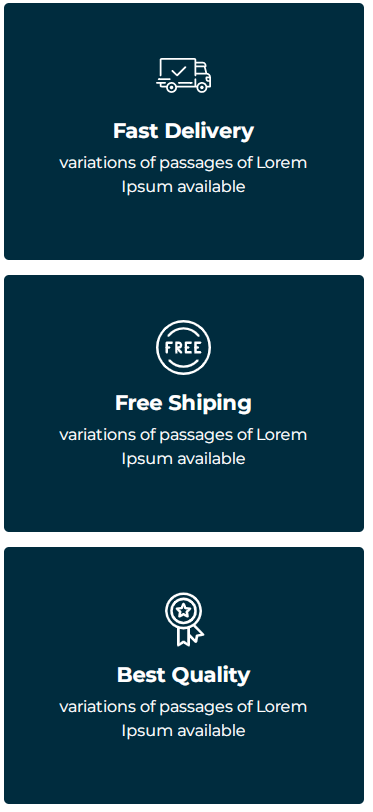 Fast Delivery
variations of passages of Lorem
Ipsum available
FREE
Free Shiping
variations of passages of Lorem
Ipsum available
Best Quality
variations of passages of Lorem
Ipsum available